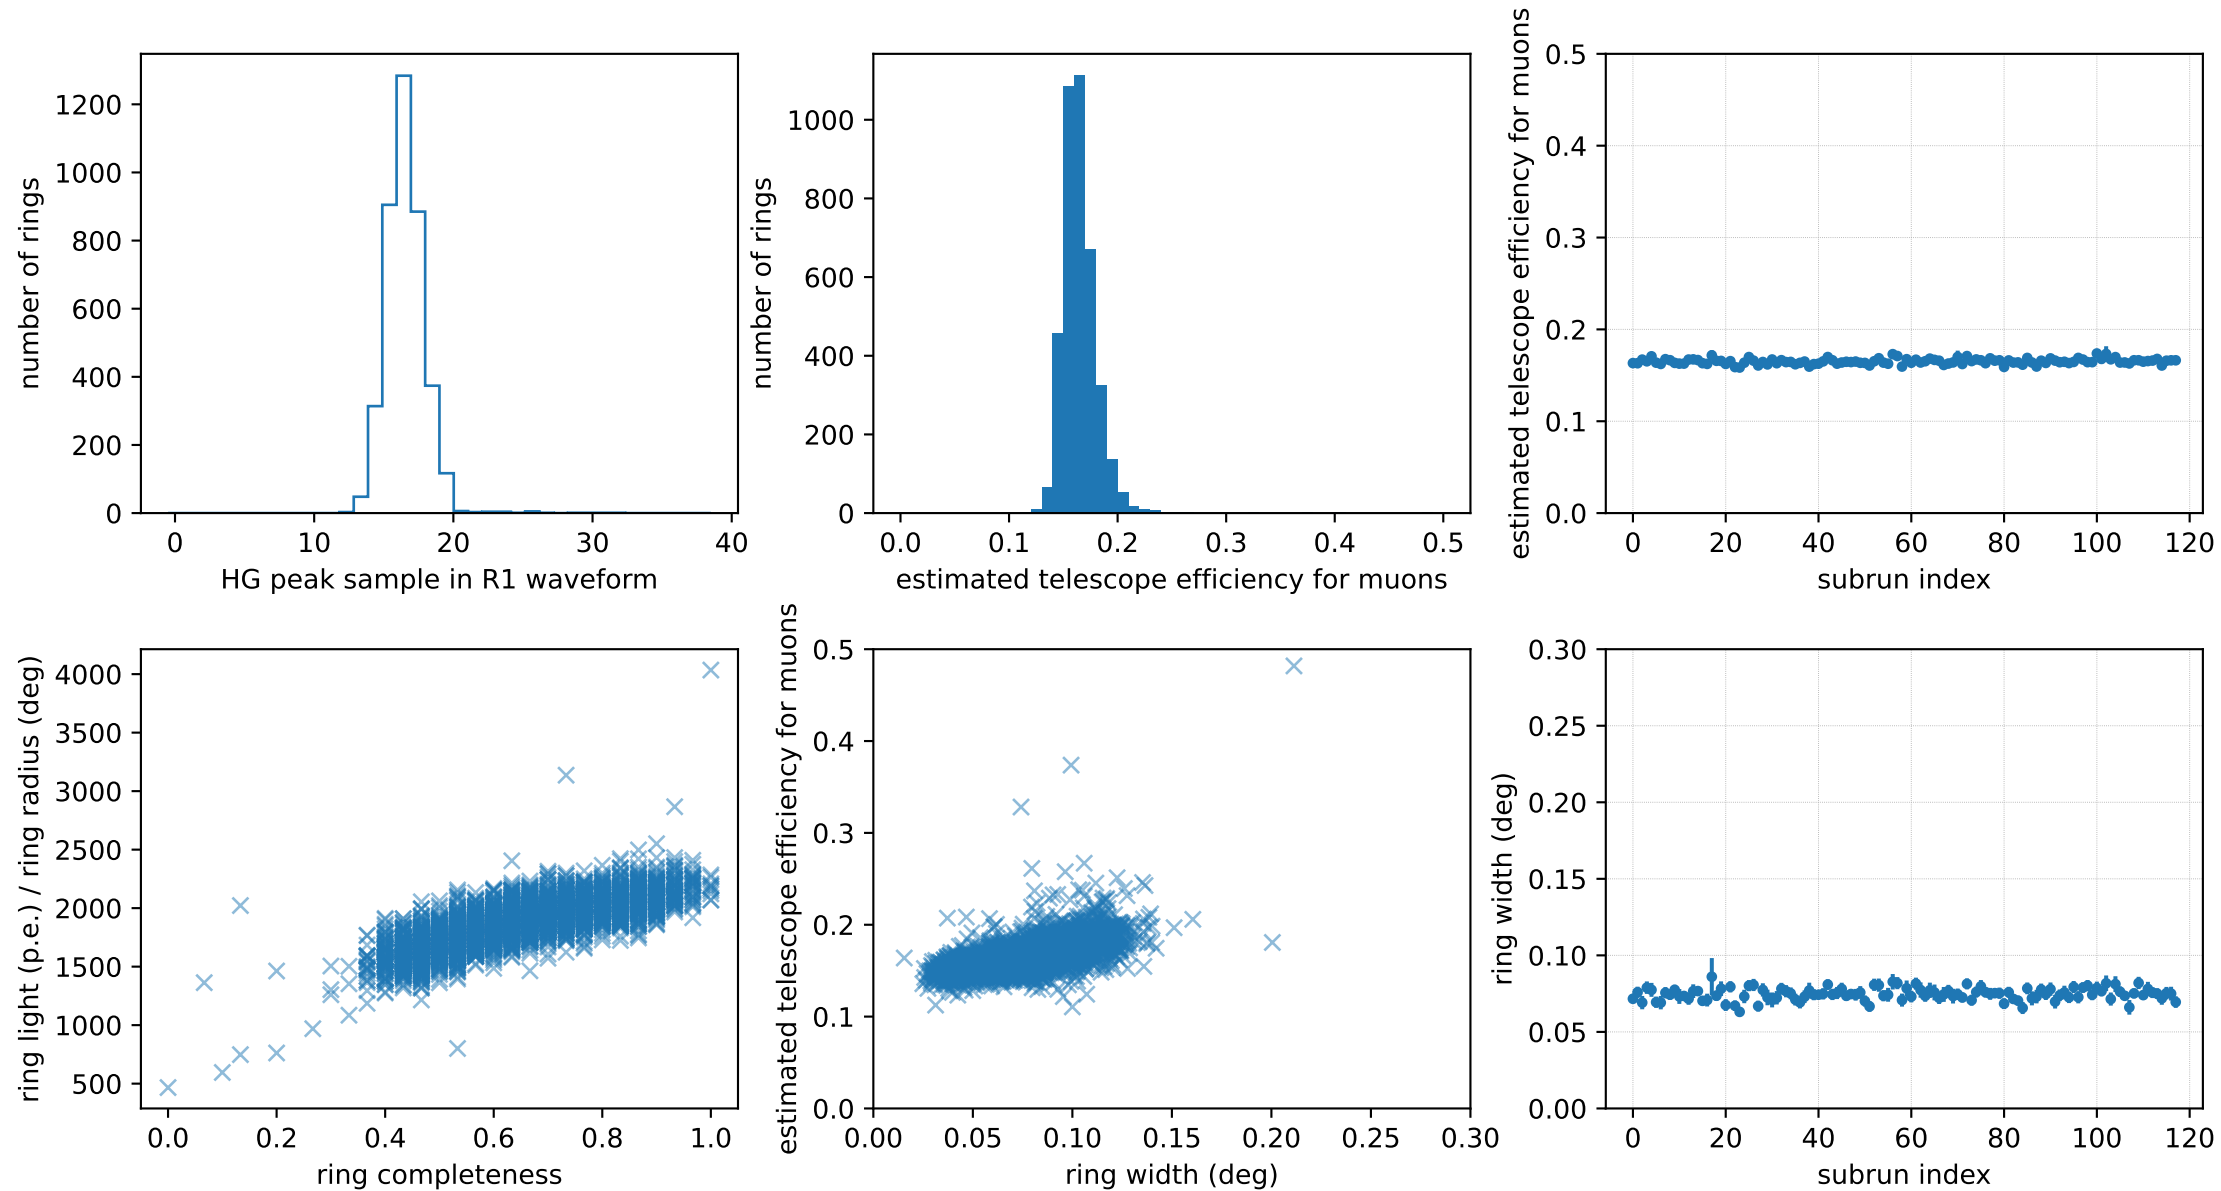 number of rings
1200
1000
800
600
400
200
0
0 10 20 30 40
HG peak sample in R1 waveform
number of rings
1000
800
600
400
200
0
0.0 0.1 0.2 0.3 0.4 0.5
estimated telescope efficiency for muons
estimated telescope efficiency for muons
0.5
0.4
0.3
0.2
0.1
0.0
0 20 40 60 80 100 120
subrun index
ring light (p.e.) / ring radius (deg)
4000
3500
3000
2500
2000
1500
1000
500
0.0 0.2 0.4 0.6 0.8 1.0
ring completeness
estimated telescope efficiency for muons
0.5
0.4
0.3
0.2
0.1
0.0
0.00 0.05 0.10 0.15 0.20 0.25 0.30
ring width (deg)
ring width (deg)
0.30
0.25
0.20
0.15
0.10
0.05
0.00
0 20 40 60 80 100 120
subrun index